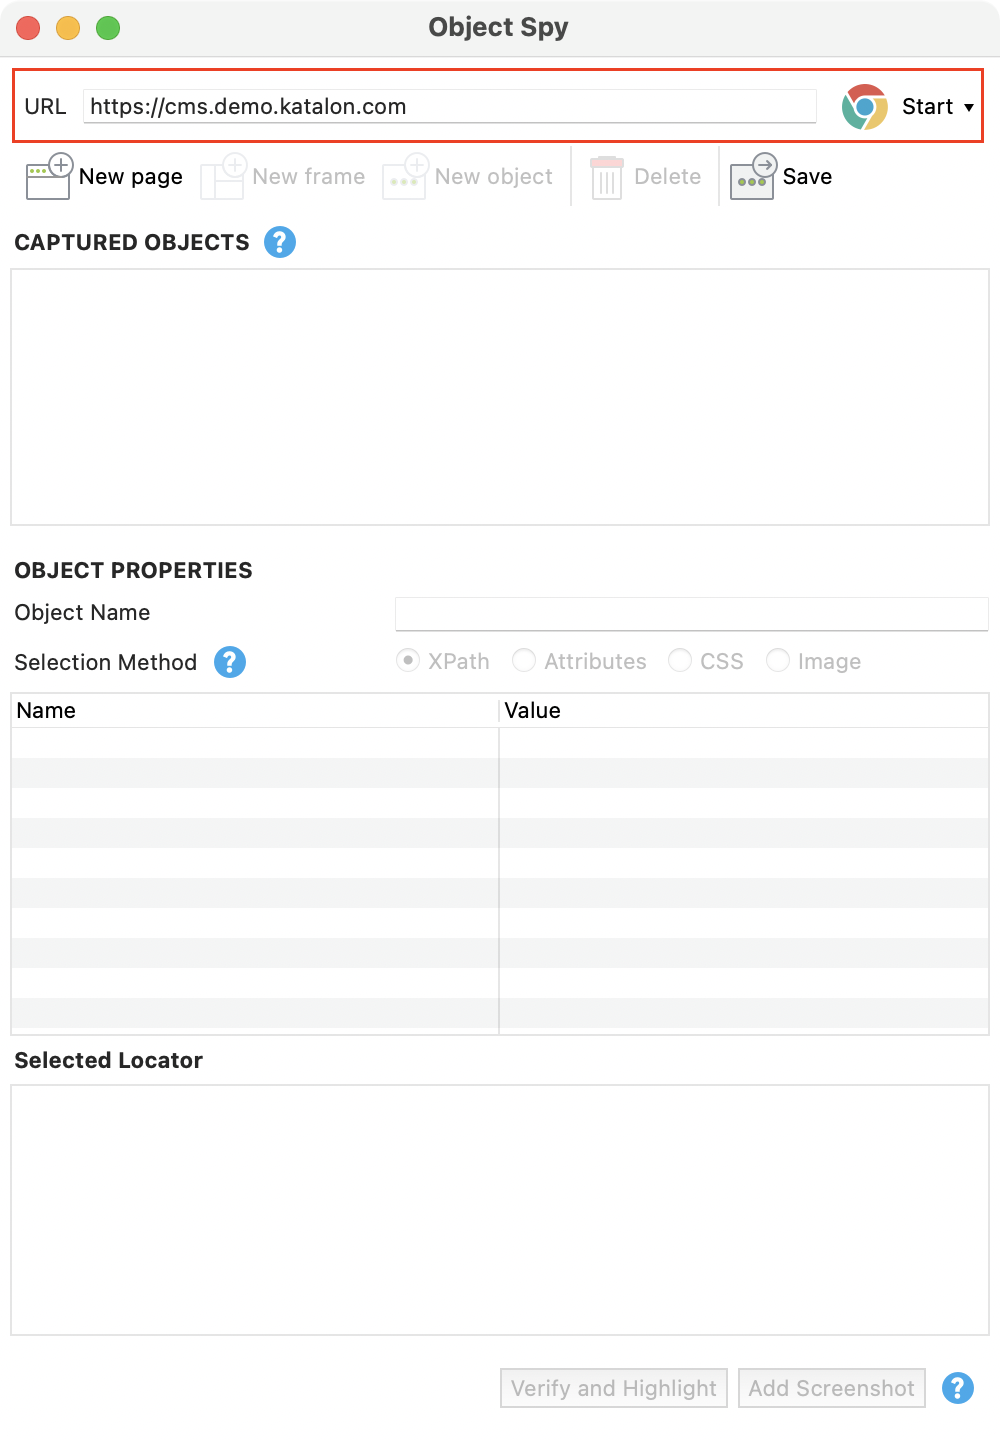 Object Spy
URL https://cms.demo.katalon.com Start
New page New frame New object Delete Save
CAPTURED OBJECTS ?
OBJECT PROPERTIES
Object Name
Selection Method ? XPath Attributes CSS Image
Name Value
Selected Locator
Verify and Highlight Add Screenshot ?